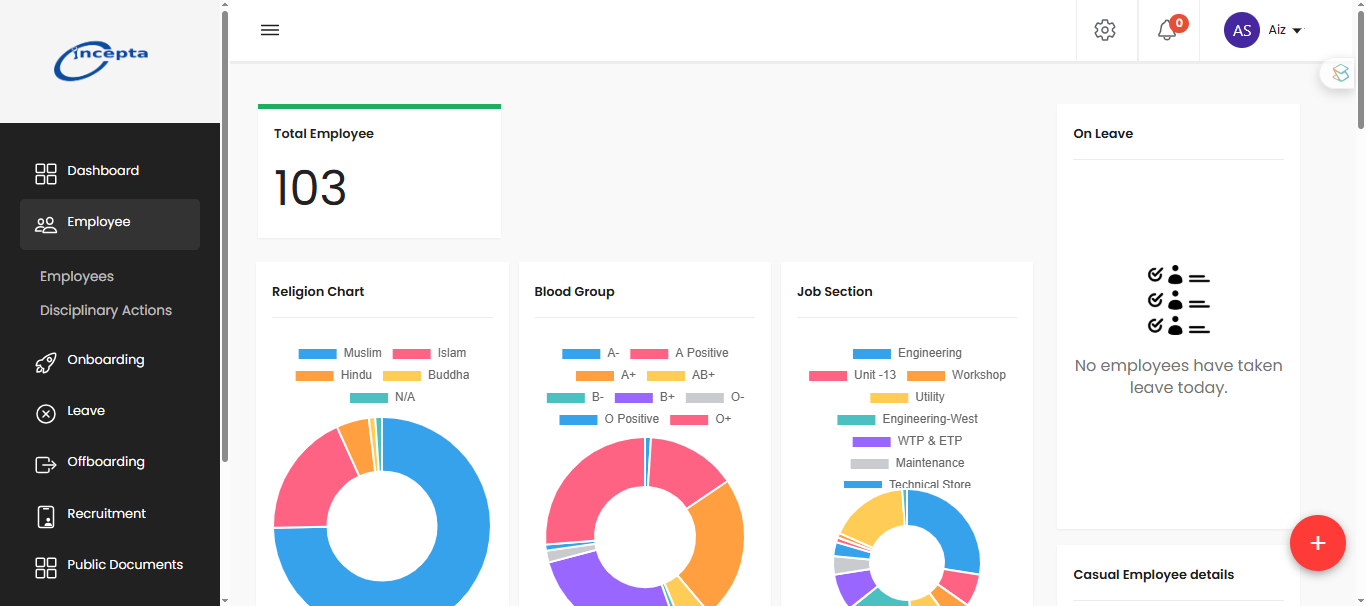 incepta
0
AS
Aiz
Dashboard
Employee
Employees
Disciplinary Actions
Onboarding
Leave
Offboarding
Recruitment
Public Documents
Total Employee
103
On Leave
No employees have taken
leave today.
Religion Chart
Muslim Islam
Hindu Buddha
N/A
Blood Group
A- A Positive
A+ AB+
B- B+ O-
O Positive O+
Job Section
Engineering
Unit -13 Workshop
Utility
Engineering-West
WTP & ETP
Maintenance
Technical Store
Casual Employee details
+